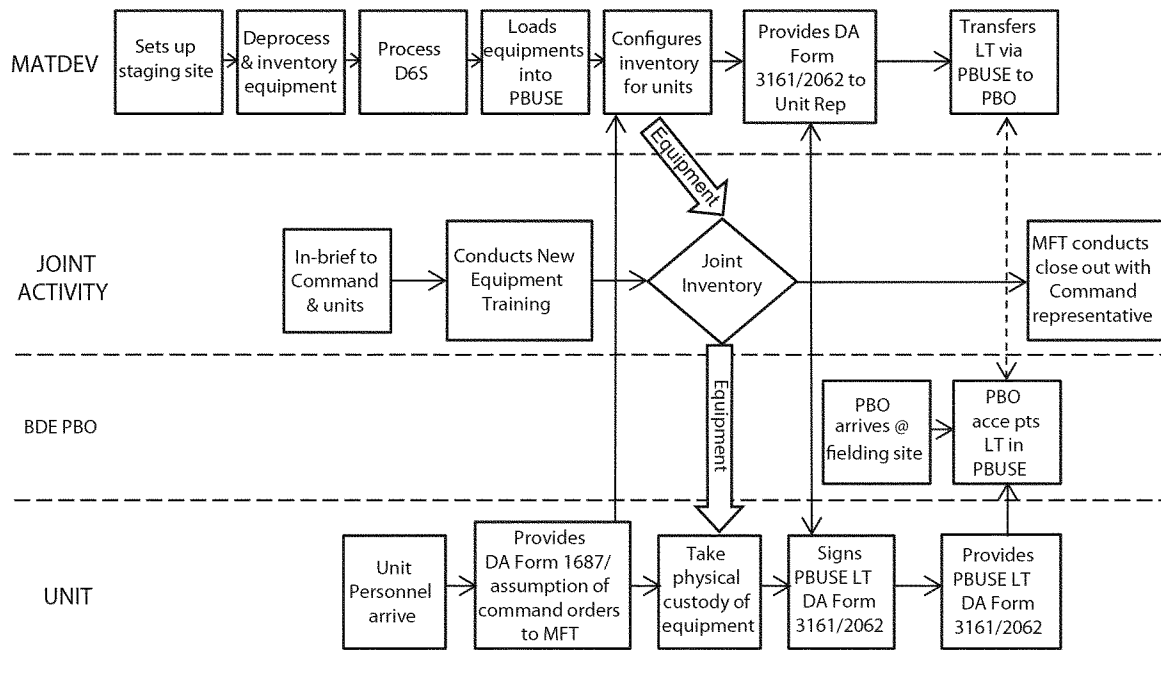 MATDEV
Sets up
staging site
Deprocess
& inventory
equipment
Process
D6S
Loads
equipments
into
PBUSE
Configures
inventory
for units
Provides DA
Form
3161/2062 to
Unit Rep
Transfers
LT via
PBUSE to
PBO
Equipment
JOINT
ACTIVITY
In-brief to
Command
& units
Conducts New
Equipment
Training
Joint
Inventory
MFT conducts
close out with
Command
representative
Equipment
BDE PBO
PBO
arrives @
fielding site
PBO
acce pts
LT in
PBUSE
UNIT
Unit
Personnel
arrive
Provides
DA Form 1687/
assumption of
command orders
to MFT
Take
physical
custody of
equipment
Signs
PBUSE LT
DA Form
3161/2062
Provides
PBUSE LT
DA Form
3161/2062